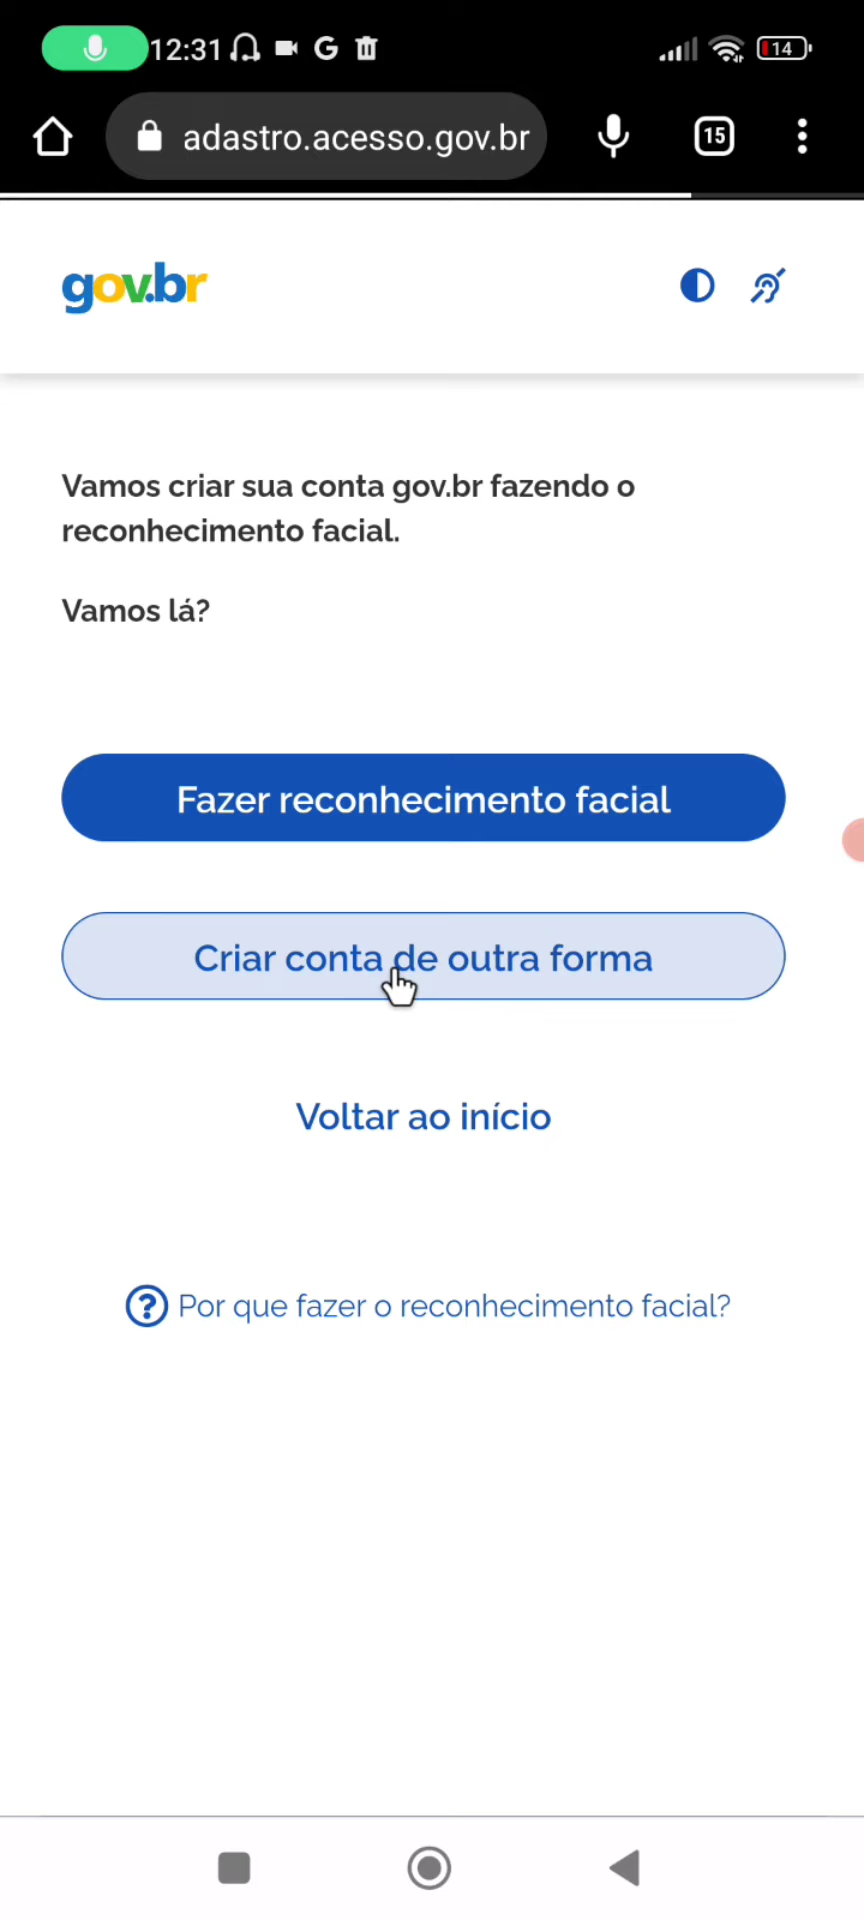 12:31
14
adastro.acesso.gov.br
15
gov.br
Vamos criar sua conta gov.br fazendo o
reconhecimento facial.
Vamos lá?
Fazer reconhecimento facial
Criar conta de outra forma
Voltar ao início
? Por que fazer o reconhecimento facial?